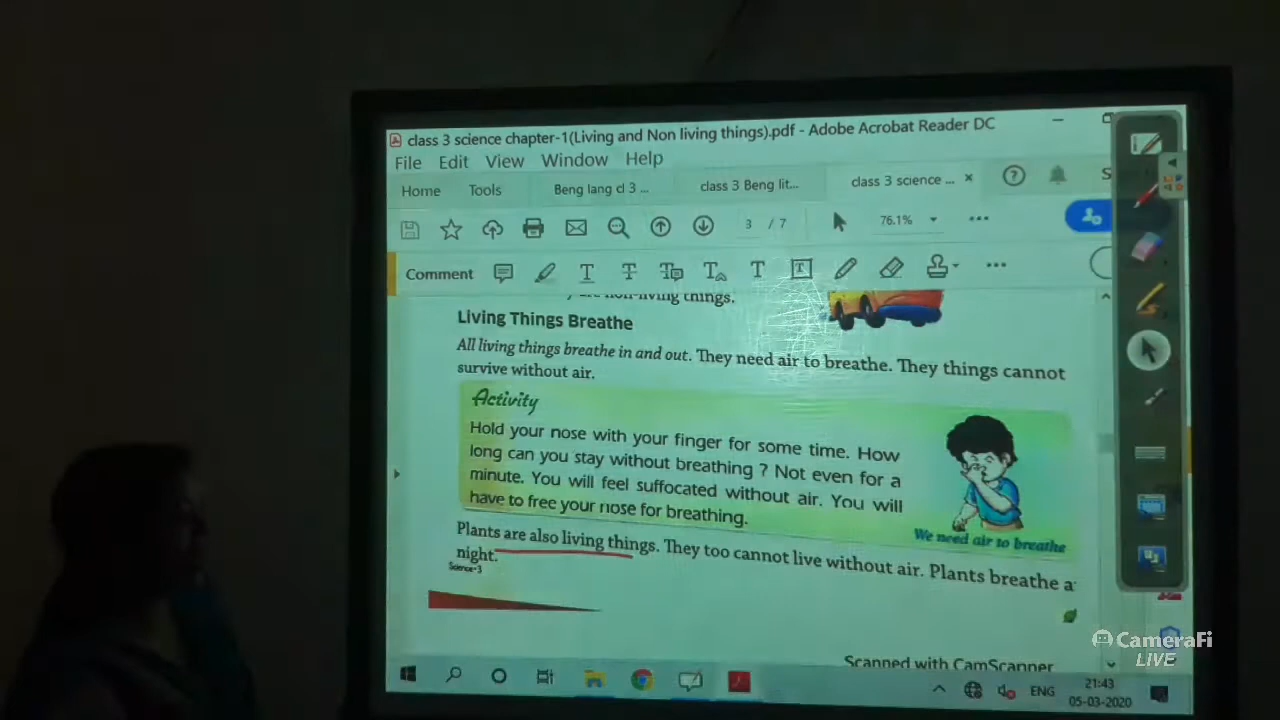 class 3 science chapter-1(Living and Non living things).pdf - Adobe Acrobat Reader DC
File Edit View Window Help
Home Tools Beng lang cl 3 ... class 3 Beng lit... class 3 science ... ×
3 / 7 76.1%
Comment
non-living things.
Living Things Breathe
All living things breathe in and out. They need air to breathe. They things cannot
survive without air.
Activity
Hold your nose with your finger for some time. How
long can you stay without breathing ? Not even for a
minute. You will feel suffocated without air. You will
have to free your nose for breathing.
We need air to breathe
Plants are also living things. They too cannot live without air. Plants breathe a
night.
Science-3
CameraFi
LIVE
Scanned with CamScanner
ENG
21:43
05-03-2020